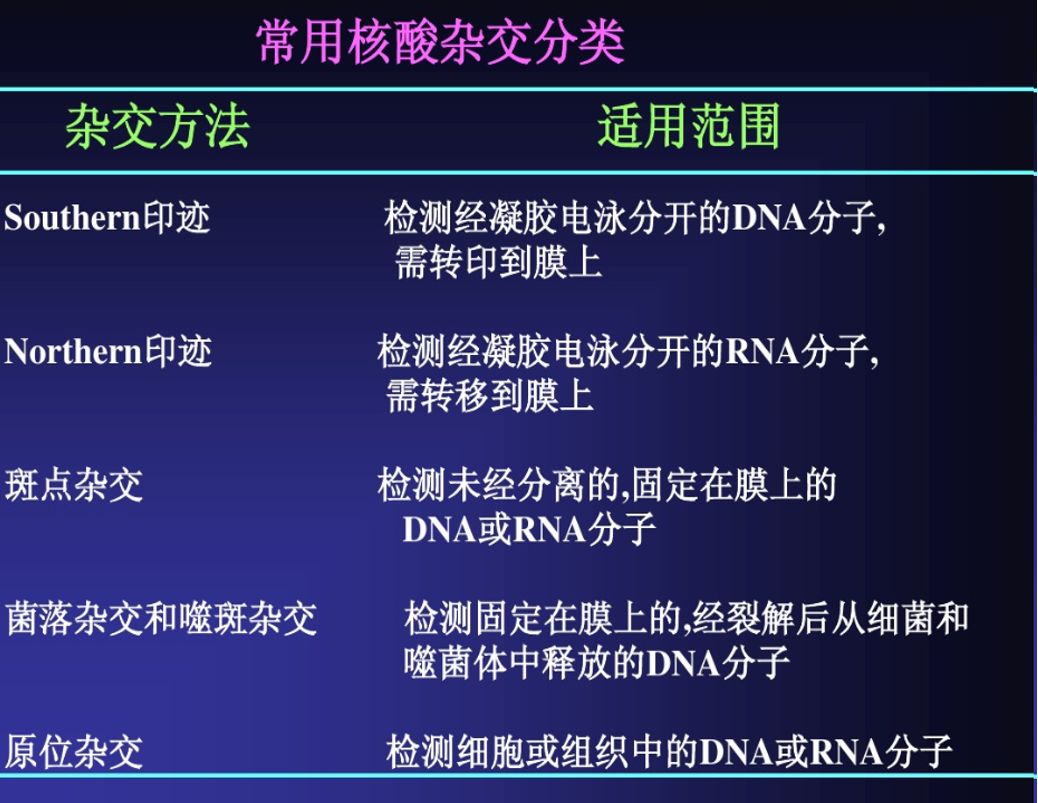 常用核酸杂交分类
杂交方法 适用范围
Southern印迹 检测经凝胶电泳分开的DNA分子,
需转印到膜上
Northern印迹 检测经凝胶电泳分开的RNA分子,
需转移到膜上
斑点杂交 检测未经分离的,固定在膜上的
DNA或RNA分子
菌落杂交和噬斑杂交 检测固定在膜上的,经裂解后从细菌和
噬菌体中释放的DNA分子
原位杂交 检测细胞或组织中的DNA或RNA分子